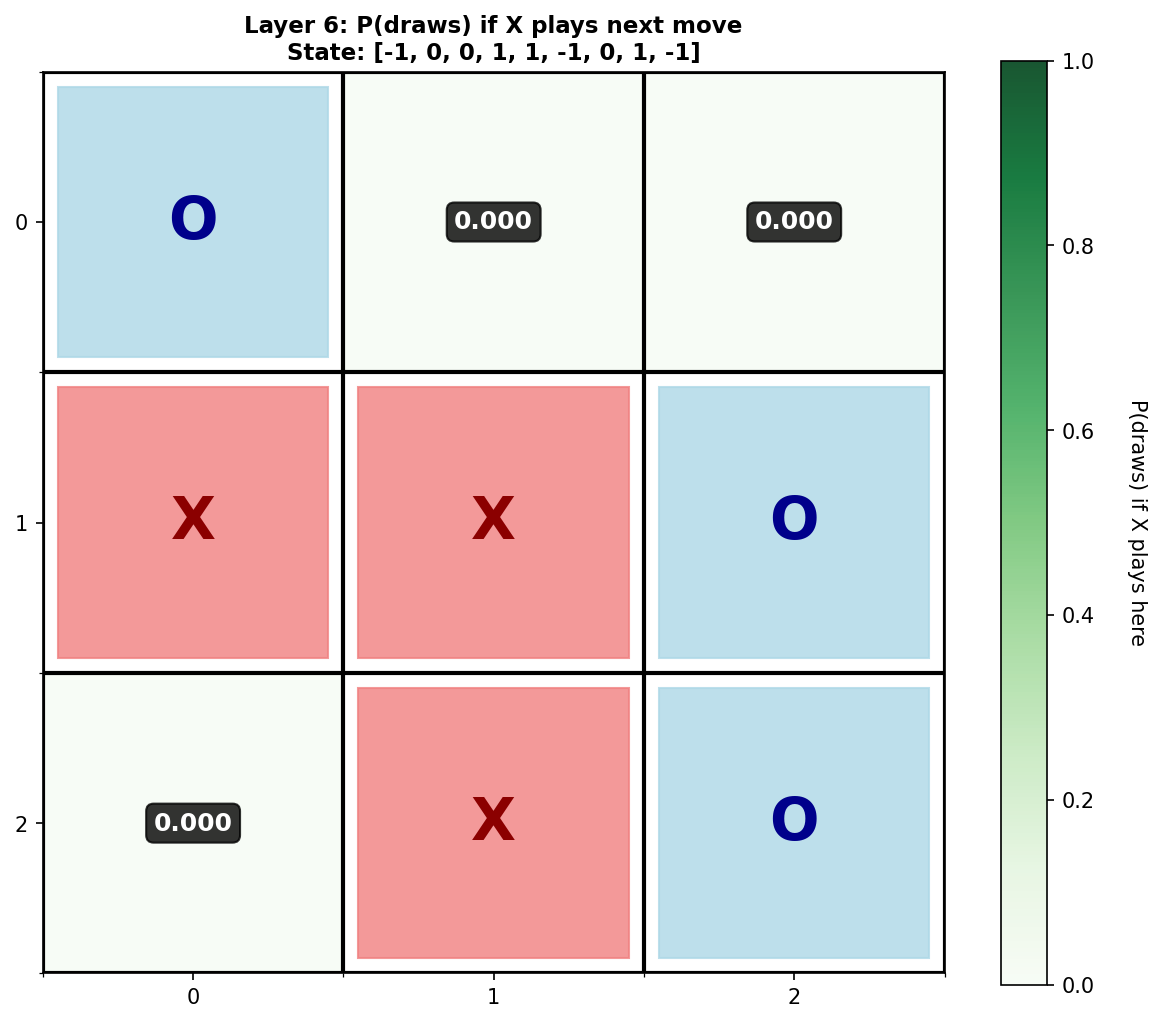 Layer 6: P(draws) if X plays next move
State: [-1, 0, 0, 1, 1, -1, 0, 1, -1]
0 O 0.000 0.000
1 X X O
2 0.000 X O
0 1 2
1.0
0.8
0.6
0.4
0.2
0.0
P(draws) if X plays here